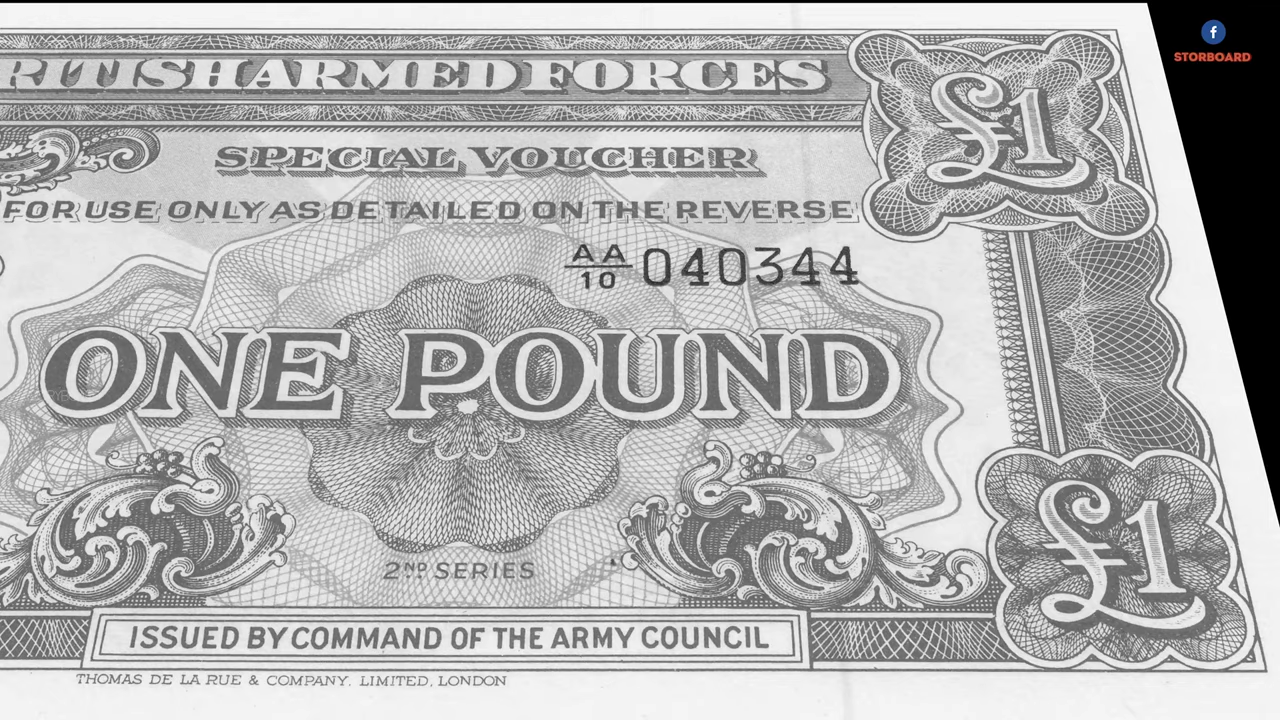 RITISH ARMED FORCES
£1
SPECIAL VOUCHER
FOR USE ONLY AS DETAILED ON THE REVERSE
AA/10 040344
ONE POUND
2ND SERIES
£1
ISSUED BY COMMAND OF THE ARMY COUNCIL
THOMAS DE LA RUE & COMPANY. LIMITED, LONDON
f
STORBOARD